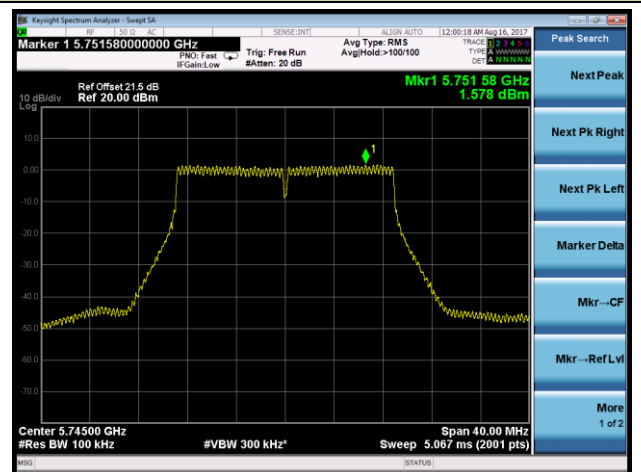 Keysight Spectrum Analyzer - Swept SA
RF 50 Ω AC SENSE:INT ALIGN AUTO 12:00:18 AM Aug 16, 2017
Marker 1 5.751580000000 GHz
PNO: Fast
IFGain:Low
Trig: Free Run
#Atten: 20 dB
Avg Type: RMS
Avg|Hold:>100/100
TRACE 1 2 3 4 5 6
TYPE A WWWWW
DET A N N N N N
Peak Search
Next Peak
Next Pk Right
Next Pk Left
Marker Delta
Mkr→CF
Mkr→Ref Lvl
More
1 of 2
Ref Offset 21.5 dB
10 dB/div Ref 20.00 dBm
Log
Mkr1 5.751 58 GHz
1.578 dBm
1
10.0
0.00
-10.0
-20.0
-30.0
-40.0
-50.0
-60.0
-70.0
Center 5.74500 GHz Span 40.00 MHz
#Res BW 100 kHz #VBW 300 kHz* Sweep 5.067 ms (2001 pts)
MSG STATUS